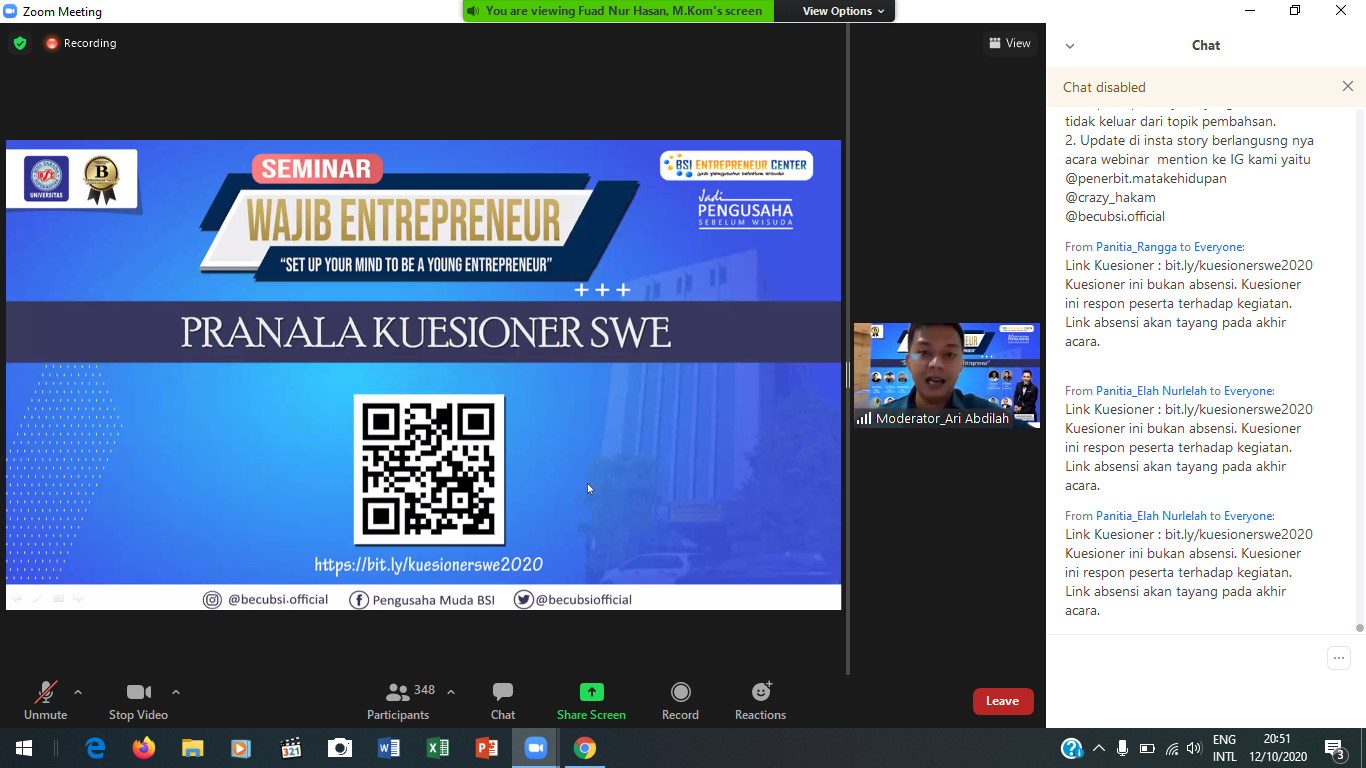 Zoom Meeting
You are viewing Fuad Nur Hasan, M.Kom's screen
View Options
Recording
View
UNIVERSITAS
B
SEMINAR
WAJIB ENTREPRENEUR
“SET UP YOUR MIND TO BE A YOUNG ENTREPRENEUR”
BSI ENTREPRENEUR CENTER
jadi pengusaha sebelum wisuda
Jadi
PENGUSAHA
SEBELUM WISUDA
+ + +
PRANALA KUESIONER SWE
https://bit.ly/kuesionerswe2020
@becubsi.official
Pengusaha Muda BSI
@becubsiofficial
Moderator_Ari Abdilah
Chat
Chat disabled
tidak keluar dari topik pembahsan.
2. Update di insta story berlangusng nya
acara webinar mention ke IG kami yaitu
@penerbit.matakehidupan
@crazy_hakam
@becubsi.official
From Panitia_Rangga to Everyone:
Link Kuesioner : bit.ly/kuesionerswe2020
Kuesioner ini bukan absensi. Kuesioner
ini respon peserta terhadap kegiatan.
Link absensi akan tayang pada akhir
acara.
From Panitia_Elah Nurlelah to Everyone:
Link Kuesioner : bit.ly/kuesionerswe2020
Kuesioner ini bukan absensi. Kuesioner
ini respon peserta terhadap kegiatan.
Link absensi akan tayang pada akhir
acara.
From Panitia_Elah Nurlelah to Everyone:
Link Kuesioner : bit.ly/kuesionerswe2020
Kuesioner ini bukan absensi. Kuesioner
ini respon peserta terhadap kegiatan.
Link absensi akan tayang pada akhir
acara.
Unmute
Stop Video
348
Participants
Chat
Share Screen
Record
Reactions
Leave
321
ENG
INTL
20:51
12/10/2020
3